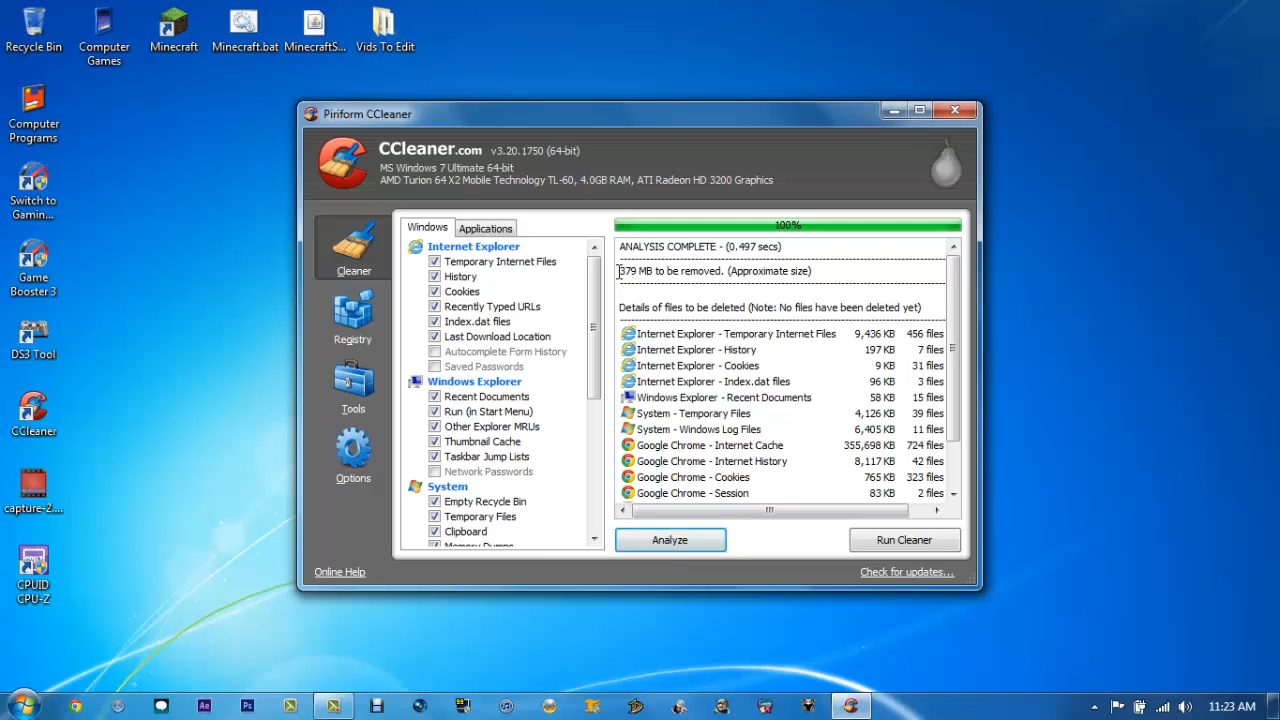 Recycle Bin
Computer Games
Minecraft
Minecraft.bat
MinecraftS...
Vids To Edit
Computer Programs
Switch to Gamin...
Game Booster 3
DS3 Tool
CCleaner
capture-2....
CPUID CPU-Z
Piriform CCleaner
CCleaner.com v3.20.1750 (64-bit)
MS Windows 7 Ultimate 64-bit
AMD Turion 64 X2 Mobile Technology TL-60, 4.0GB RAM, ATI Radeon HD 3200 Graphics
Cleaner
Registry
Tools
Options
Windows
Applications
Internet Explorer
Temporary Internet Files
History
Cookies
Recently Typed URLs
Index.dat files
Last Download Location
Autocomplete Form History
Saved Passwords
Windows Explorer
Recent Documents
Run (in Start Menu)
Other Explorer MRUs
Thumbnail Cache
Taskbar Jump Lists
Network Passwords
System
Empty Recycle Bin
Temporary Files
Clipboard
Memory Dumps
100%
ANALYSIS COMPLETE - (0.497 secs)
379 MB to be removed. (Approximate size)
Details of files to be deleted (Note: No files have been deleted yet)
Internet Explorer - Temporary Internet Files 9,436 KB 456 files
Internet Explorer - History 197 KB 7 files
Internet Explorer - Cookies 9 KB 31 files
Internet Explorer - Index.dat files 96 KB 3 files
Windows Explorer - Recent Documents 58 KB 15 files
System - Temporary Files 4,126 KB 39 files
System - Windows Log Files 6,405 KB 11 files
Google Chrome - Internet Cache 355,698 KB 724 files
Google Chrome - Internet History 8,117 KB 42 files
Google Chrome - Cookies 765 KB 323 files
Google Chrome - Session 83 KB 2 files
Analyze
Run Cleaner
Online Help
Check for updates...
Ae
Ps
11:23 AM